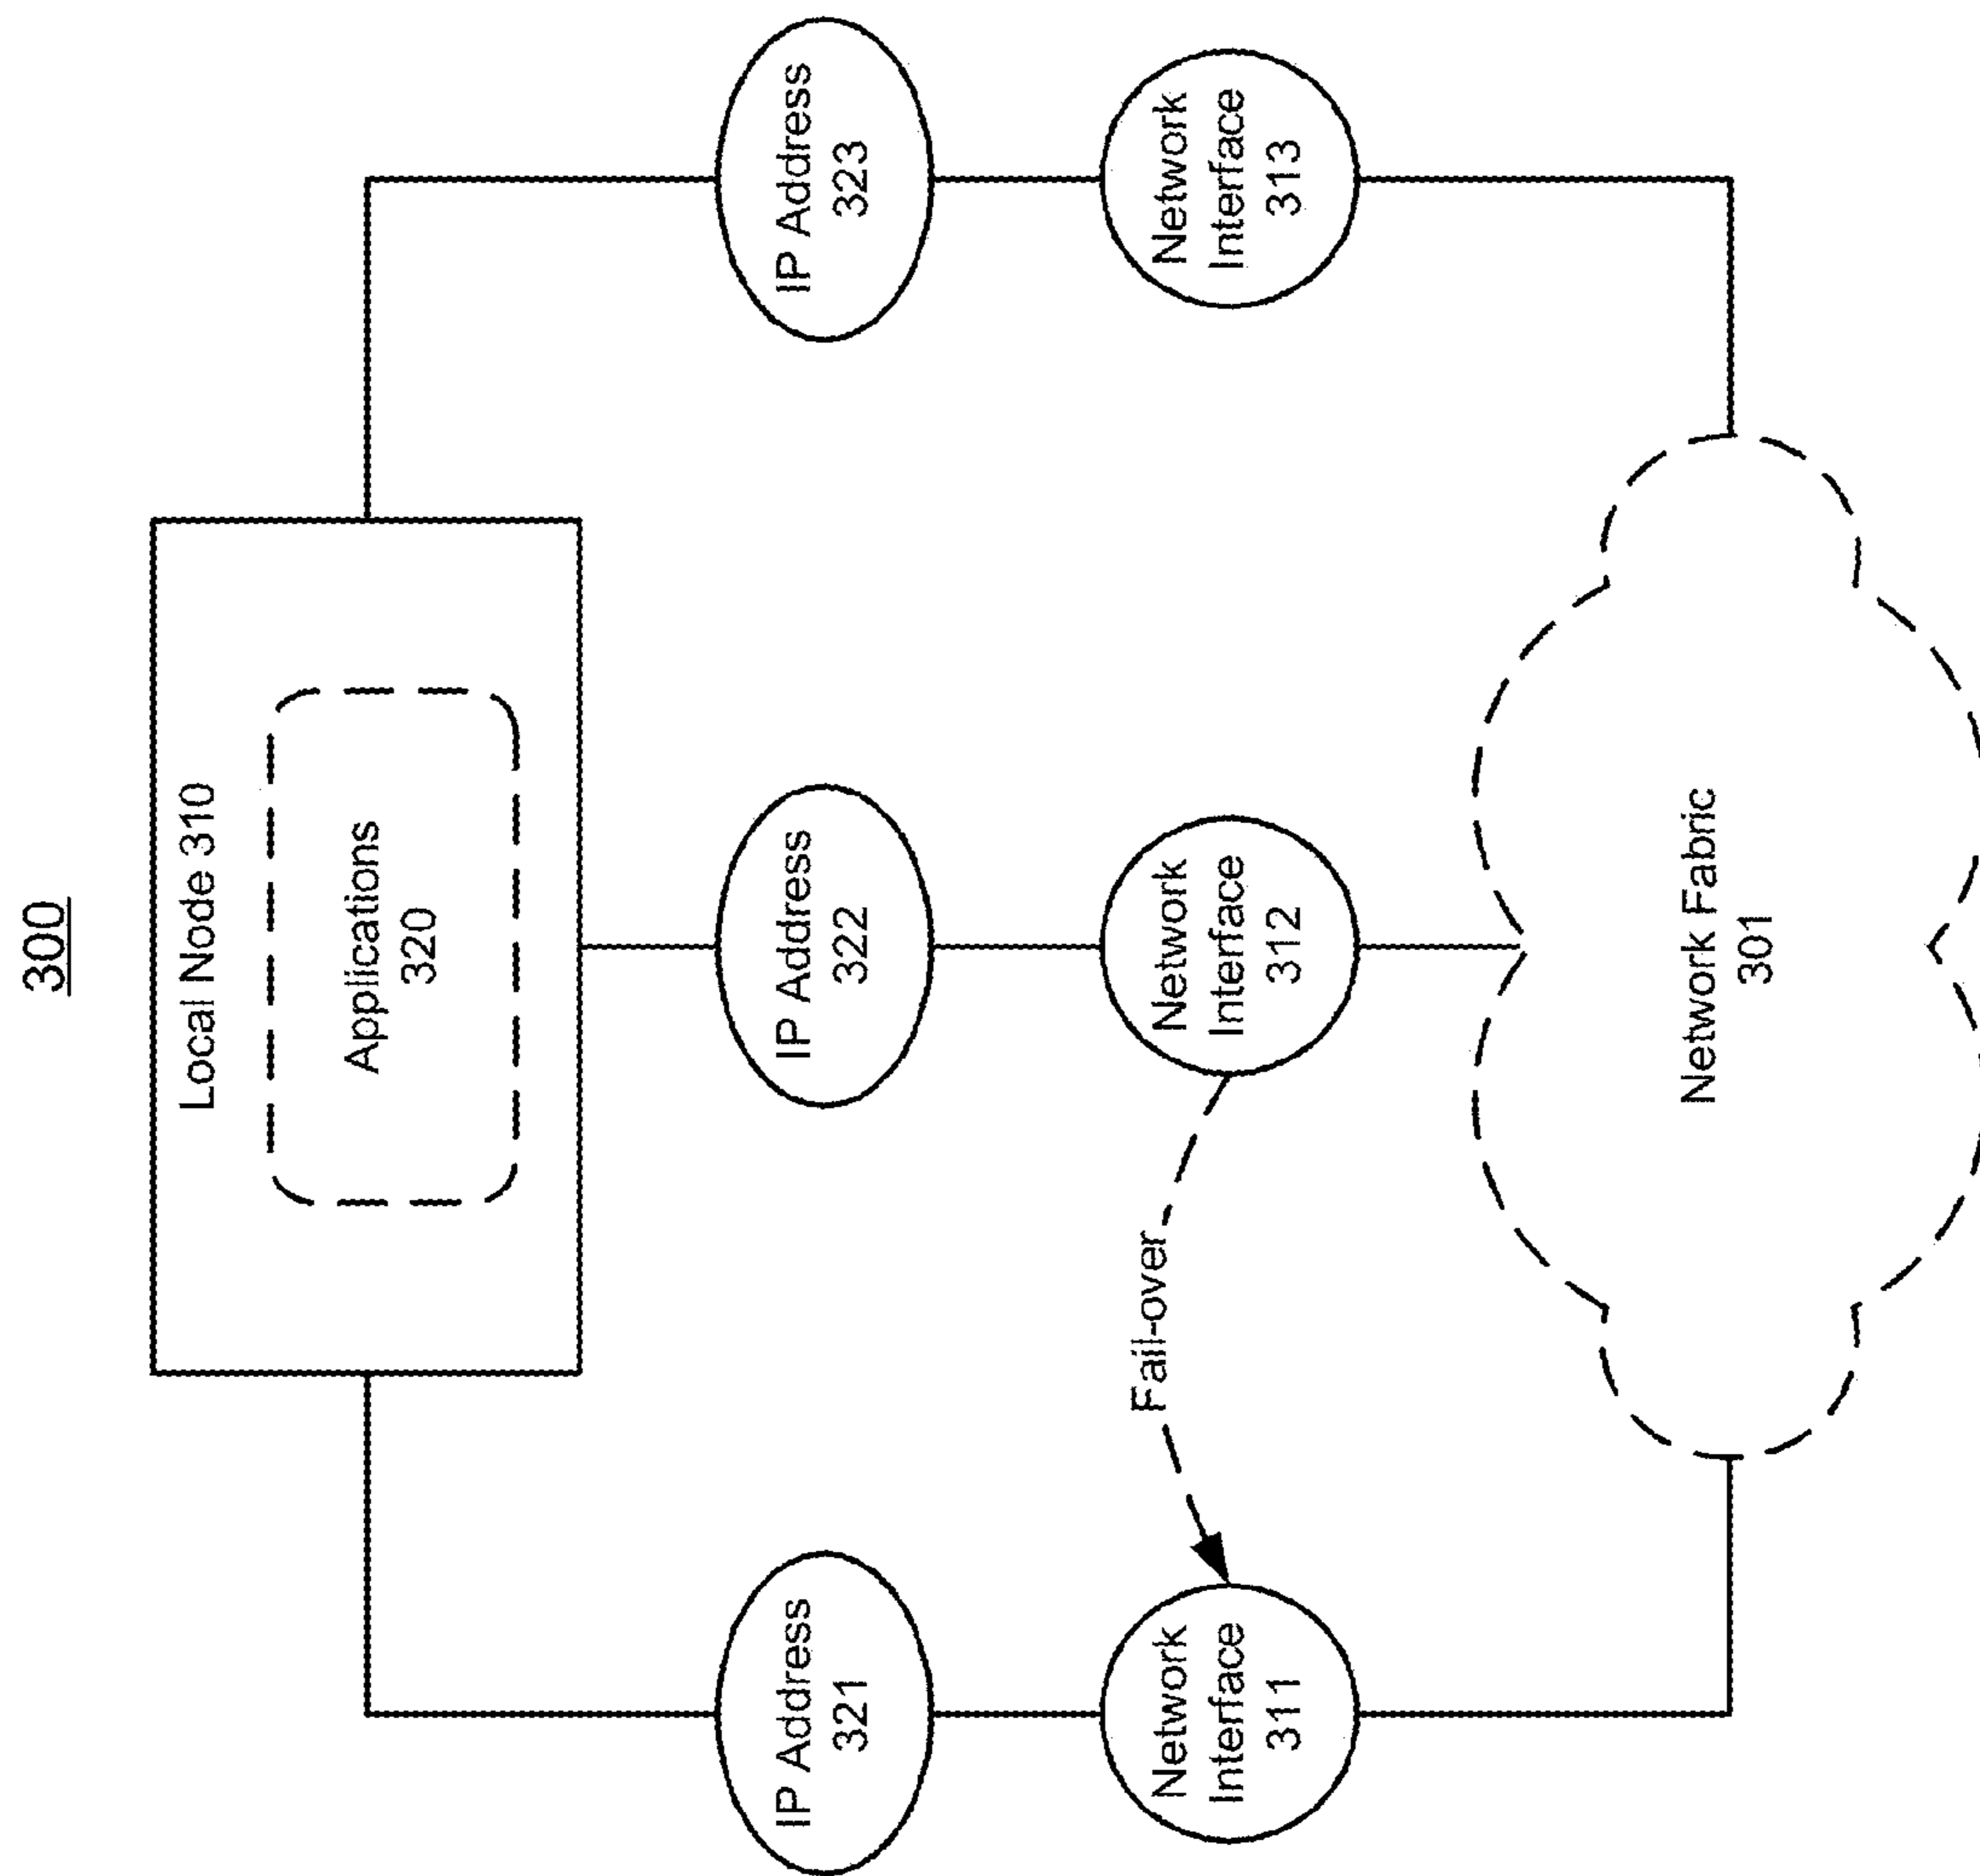 300
Local Node 310
Applications
320
IP Address
321
IP Address
322
IP Address
323
Fail-over
Network
Interface
311
Network
Interface
312
Network
Interface
313
Network Fabric
301